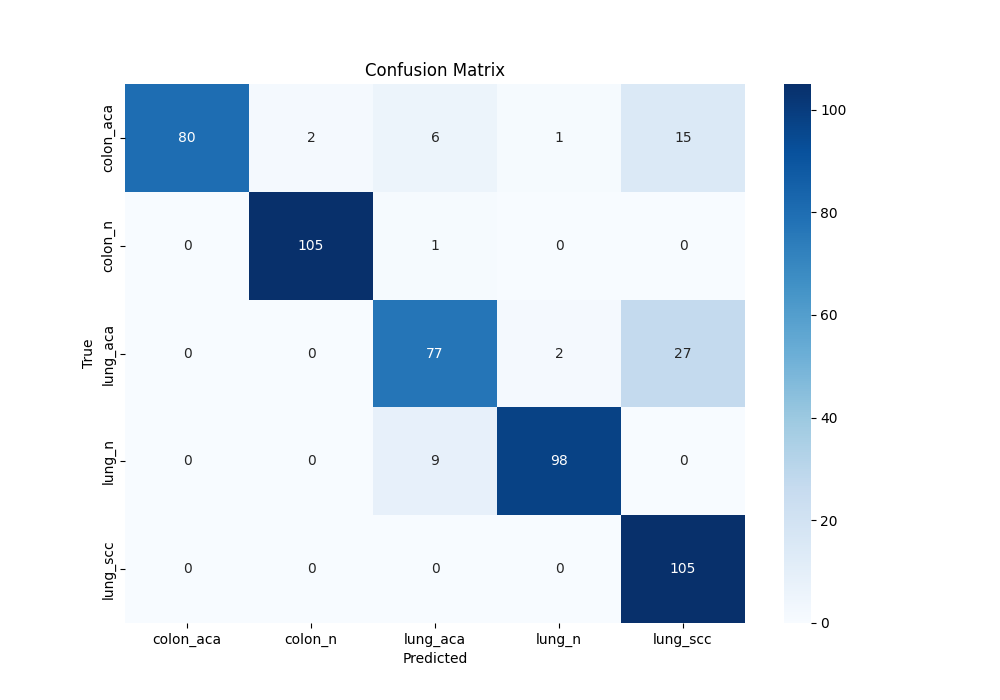 Confusion Matrix
colon_aca 80 2 6 1 15
colon_n 0 105 1 0 0
lung_aca 0 0 77 2 27
lung_n 0 0 9 98 0
lung_scc 0 0 0 0 105
True
colon_aca colon_n lung_aca lung_n lung_scc
Predicted
100
80
60
40
20
0